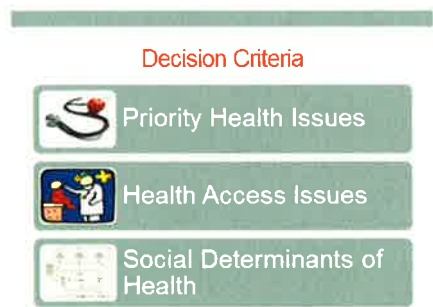 Decision Criteria
Priority Health Issues
Health Access Issues
Social Determinants of
Health